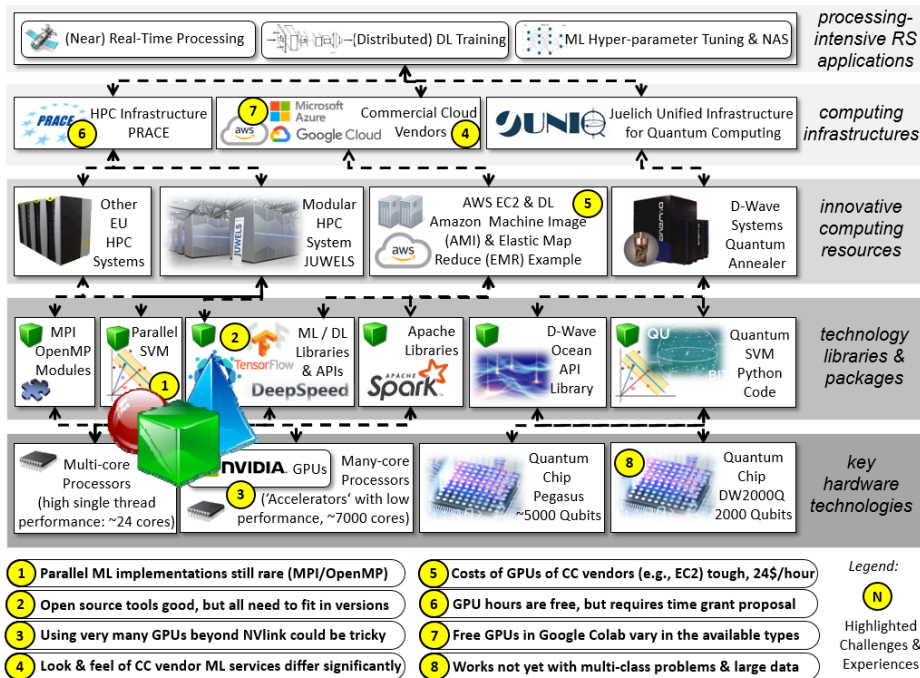 (Near) Real-Time Processing
(Distributed) DL Training
ML Hyper-parameter Tuning & NAS
processing-
intensive RS
applications
PRACE
6
HPC Infrastructure
PRACE
7
aws
Microsoft
Azure
Google Cloud
Commercial Cloud
Vendors
4
JUNIQ
Juelich Unified Infrastructure
for Quantum Computing
computing
infrastructures
Other
EU
HPC
Systems
JUWELS
Modular
HPC
System
JUWELS
aws
AWS EC2 & DL
Amazon Machine Image
(AMI) & Elastic Map
Reduce (EMR) Example
5
D-Wave
Systems
Quantum
Annealer
innovative
computing
resources
MPI
OpenMP
Modules
Parallel
SVM
1
2
TensorFlow
DeepSpeed
ML / DL
Libraries
& APIs
Apache
Libraries
APACHE
Spark
D-Wave
Ocean
API
Library
QU
Quantum
SVM
Python
Code
technology
libraries &
packages
Multi-core
Processors
(high single thread
performance: ~24 cores)
NVIDIA. GPUs
3
Many-core
Processors
('Accelerators' with low
performance, ~7000 cores)
Quantum
Chip
Pegasus
~5000 Qubits
8
Quantum
Chip
DW2000Q
2000 Qubits
key
hardware
technologies
1 Parallel ML implementations still rare (MPI/OpenMP)
2 Open source tools good, but all need to fit in versions
3 Using very many GPUs beyond NVlink could be tricky
4 Look & feel of CC vendor ML services differ significantly
5 Costs of GPUs of CC vendors (e.g., EC2) tough, 24$/hour
6 GPU hours are free, but requires time grant proposal
7 Free GPUs in Google Colab vary in the available types
8 Works not yet with multi-class problems & large data
Legend:
N
Highlighted
Challenges &
Experiences